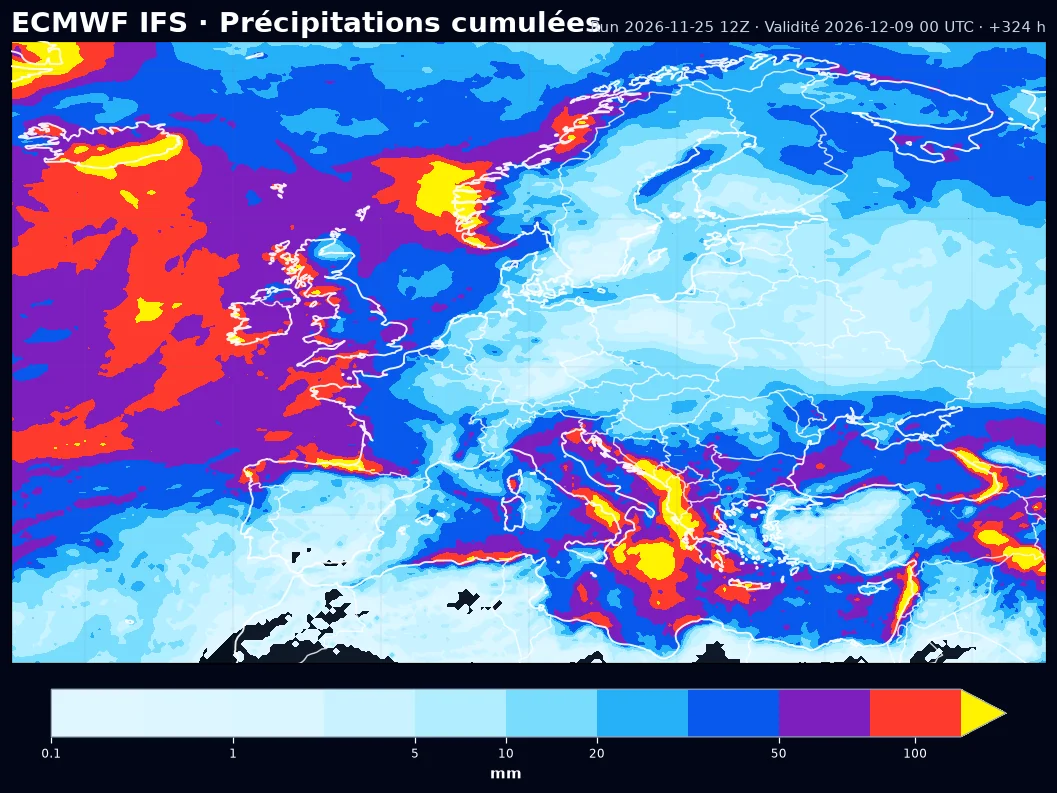 ECMWF IFS · Précipitations cumulées
Run 2026-11-25 12Z · Validité 2026-12-09 00 UTC · +324 h
0.1 1 5 10 20 50 100
mm